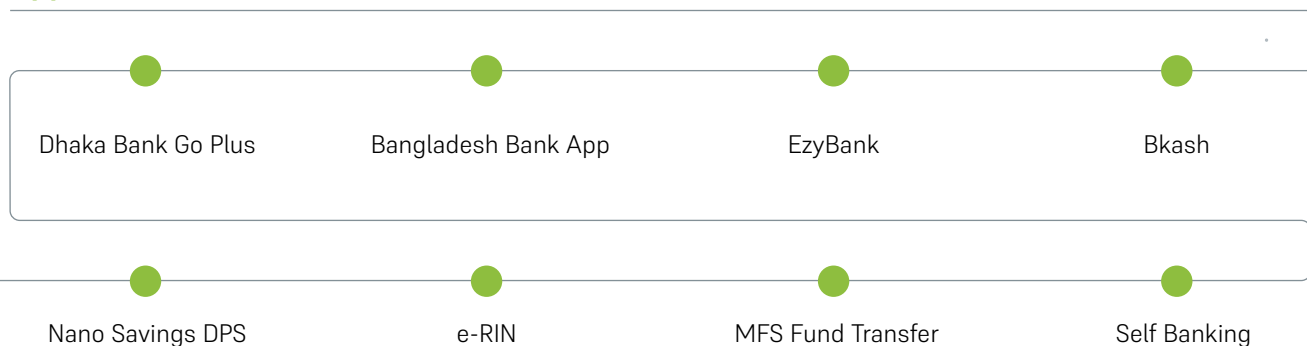 Dhaka Bank Go Plus
Bangladesh Bank App
EzyBank
Bkash
Nano Savings DPS
e-RIN
MFS Fund Transfer
Self Banking